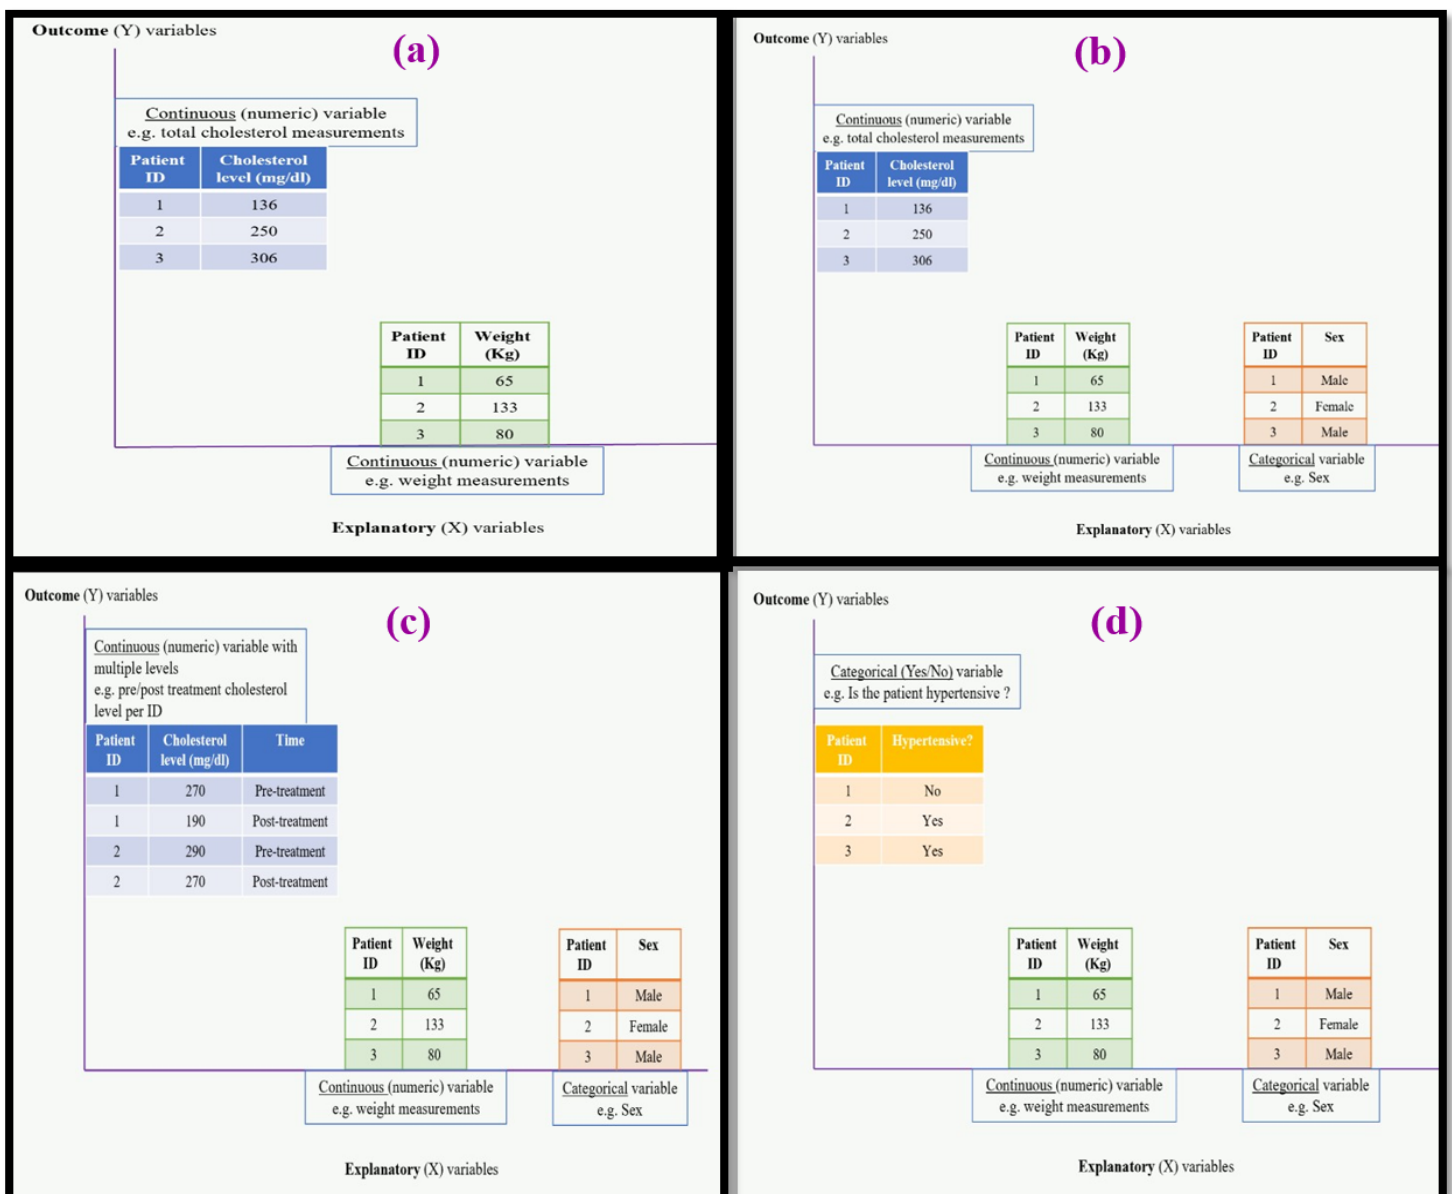 Outcome (Y) variables
(a)
Continuous (numeric) variable
e.g. total cholesterol measurements
Patient ID Cholesterol level (mg/dl)
1 136
2 250
3 306
Patient ID Weight (Kg)
1 65
2 133
3 80
Continuous (numeric) variable
e.g. weight measurements
Explanatory (X) variables
Outcome (Y) variables
(b)
Continuous (numeric) variable
e.g. total cholesterol measurements
Patient ID Cholesterol level (mg/dl)
1 136
2 250
3 306
Patient ID Weight (Kg)
1 65
2 133
3 80
Patient ID Sex
1 Male
2 Female
3 Male
Continuous (numeric) variable
e.g. weight measurements
Categorical variable
e.g. Sex
Explanatory (X) variables
Outcome (Y) variables
(c)
Continuous (numeric) variable with
multiple levels
e.g. pre/post treatment cholesterol
level per ID
Patient ID Cholesterol level (mg/dl) Time
1 270 Pre-treatment
1 190 Post-treatment
2 290 Pre-treatment
2 270 Post-treatment
Patient ID Weight (Kg)
1 65
2 133
3 80
Patient ID Sex
1 Male
2 Female
3 Male
Continuous (numeric) variable
e.g. weight measurements
Categorical variable
e.g. Sex
Explanatory (X) variables
Outcome (Y) variables
(d)
Categorical (Yes/No) variable
e.g. Is the patient hypertensive ?
Patient ID Hypertensive?
1 No
2 Yes
3 Yes
Patient ID Weight (Kg)
1 65
2 133
3 80
Patient ID Sex
1 Male
2 Female
3 Male
Continuous (numeric) variable
e.g. weight measurements
Categorical variable
e.g. Sex
Explanatory (X) variables